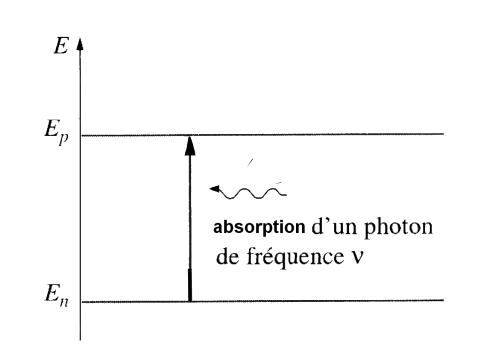 E
E_p
absorption d'un photon
de fréquence ν
E_n